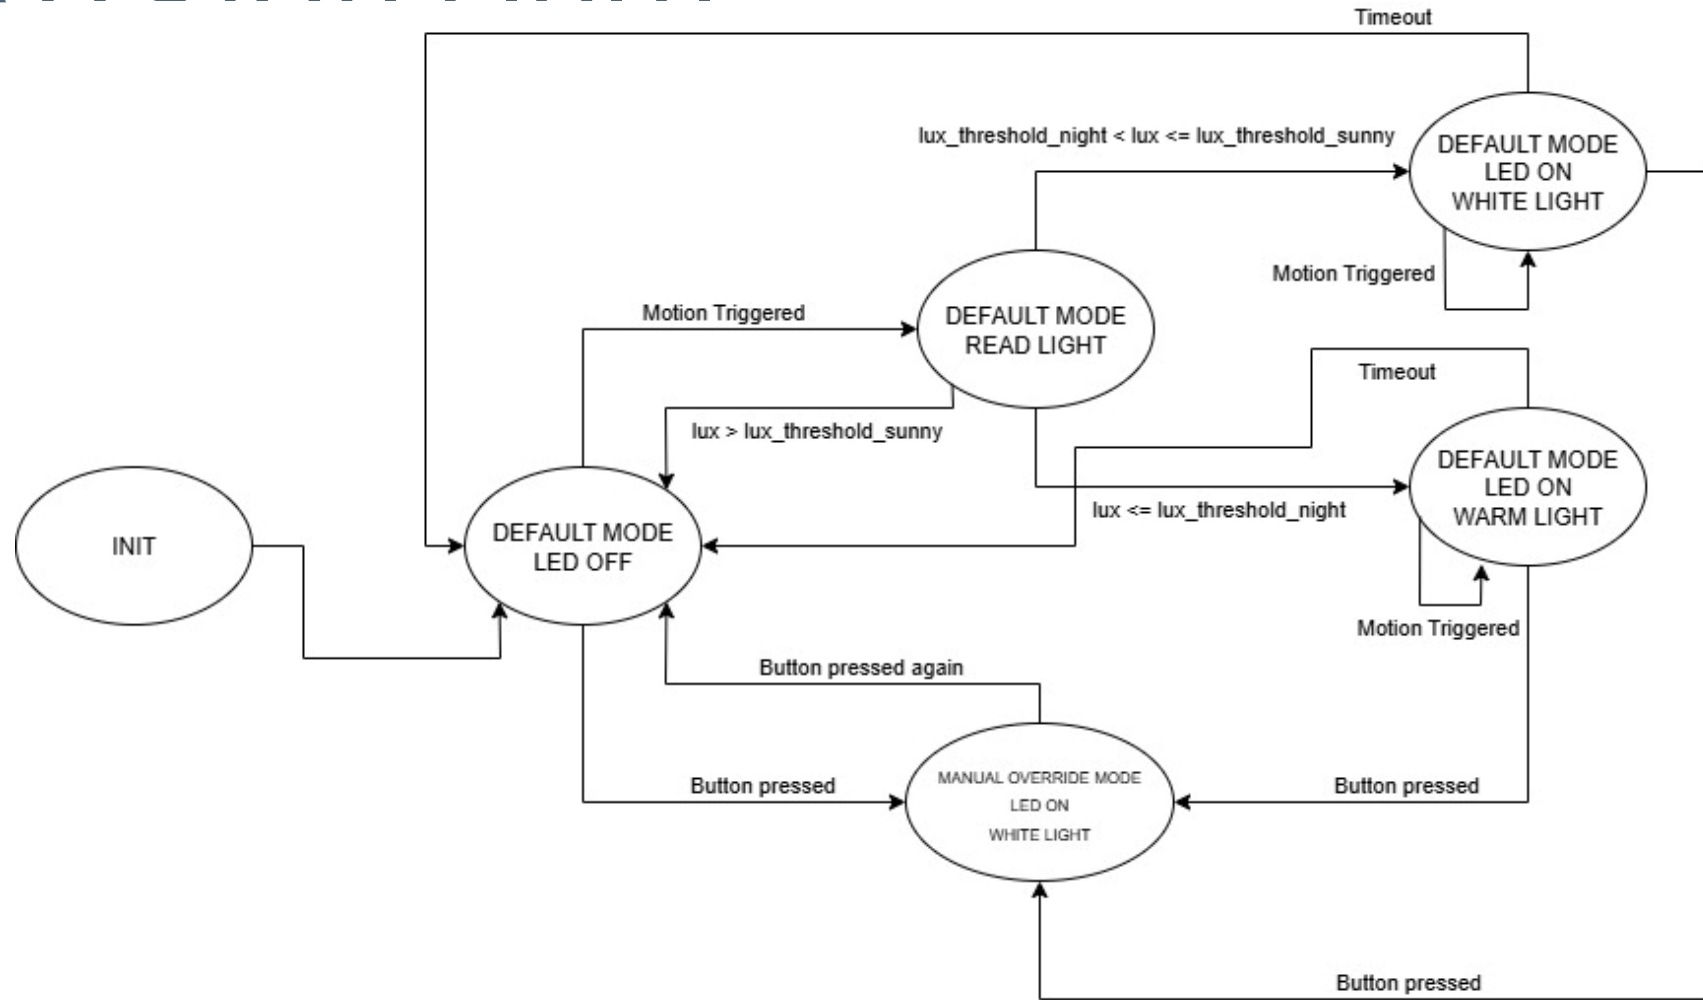 Timeout
lux_threshold_night < lux <= lux_threshold_sunny
DEFAULT MODE
LED ON
WHITE LIGHT
Motion Triggered
Motion Triggered
DEFAULT MODE
READ LIGHT
Timeout
lux > lux_threshold_sunny
DEFAULT MODE
LED ON
WARM LIGHT
lux <= lux_threshold_night
INIT
DEFAULT MODE
LED OFF
Motion Triggered
Button pressed again
MANUAL OVERRIDE MODE
LED ON
WHITE LIGHT
Button pressed
Button pressed
Button pressed